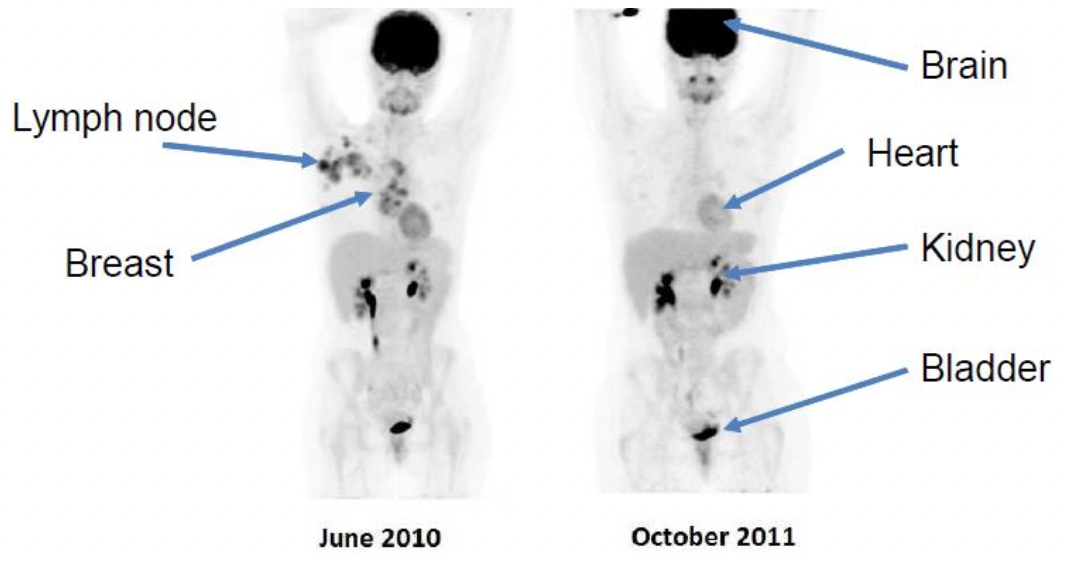 Lymph node
Breast
Brain
Heart
Kidney
Bladder
June 2010
October 2011